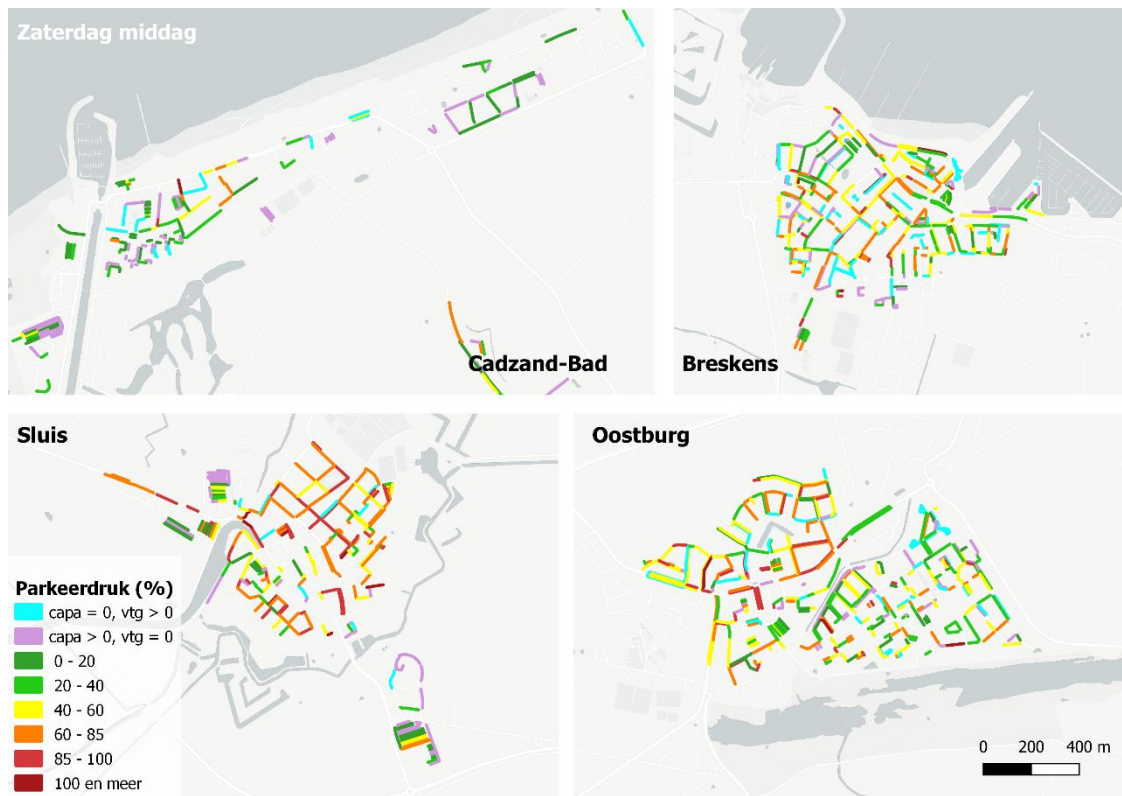 Zaterdag middag
Cadzand-Bad
Breskens
Sluis
Oostburg
Parkeerdruk (%)
capa = 0, vtg > 0
capa > 0, vtg = 0
0 - 20
20 - 40
40 - 60
60 - 85
85 - 100
100 en meer
0 200 400 m